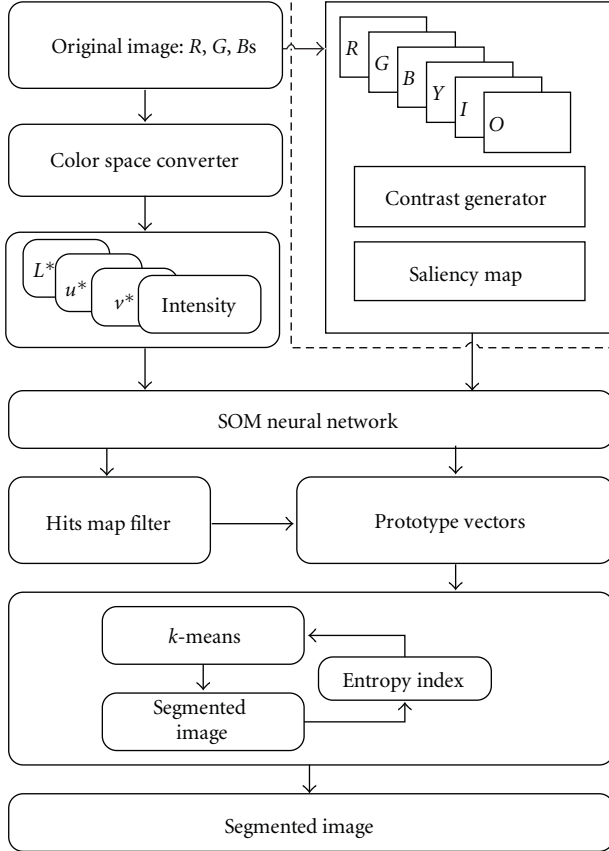 Original image: R, G, Bs
R
G
B
Y
I
O
Color space converter
Contrast generator
L*
u*
v*
Intensity
Saliency map
SOM neural network
Hits map filter
Prototype vectors
k-means
Entropy index
Segmented
image
Segmented image